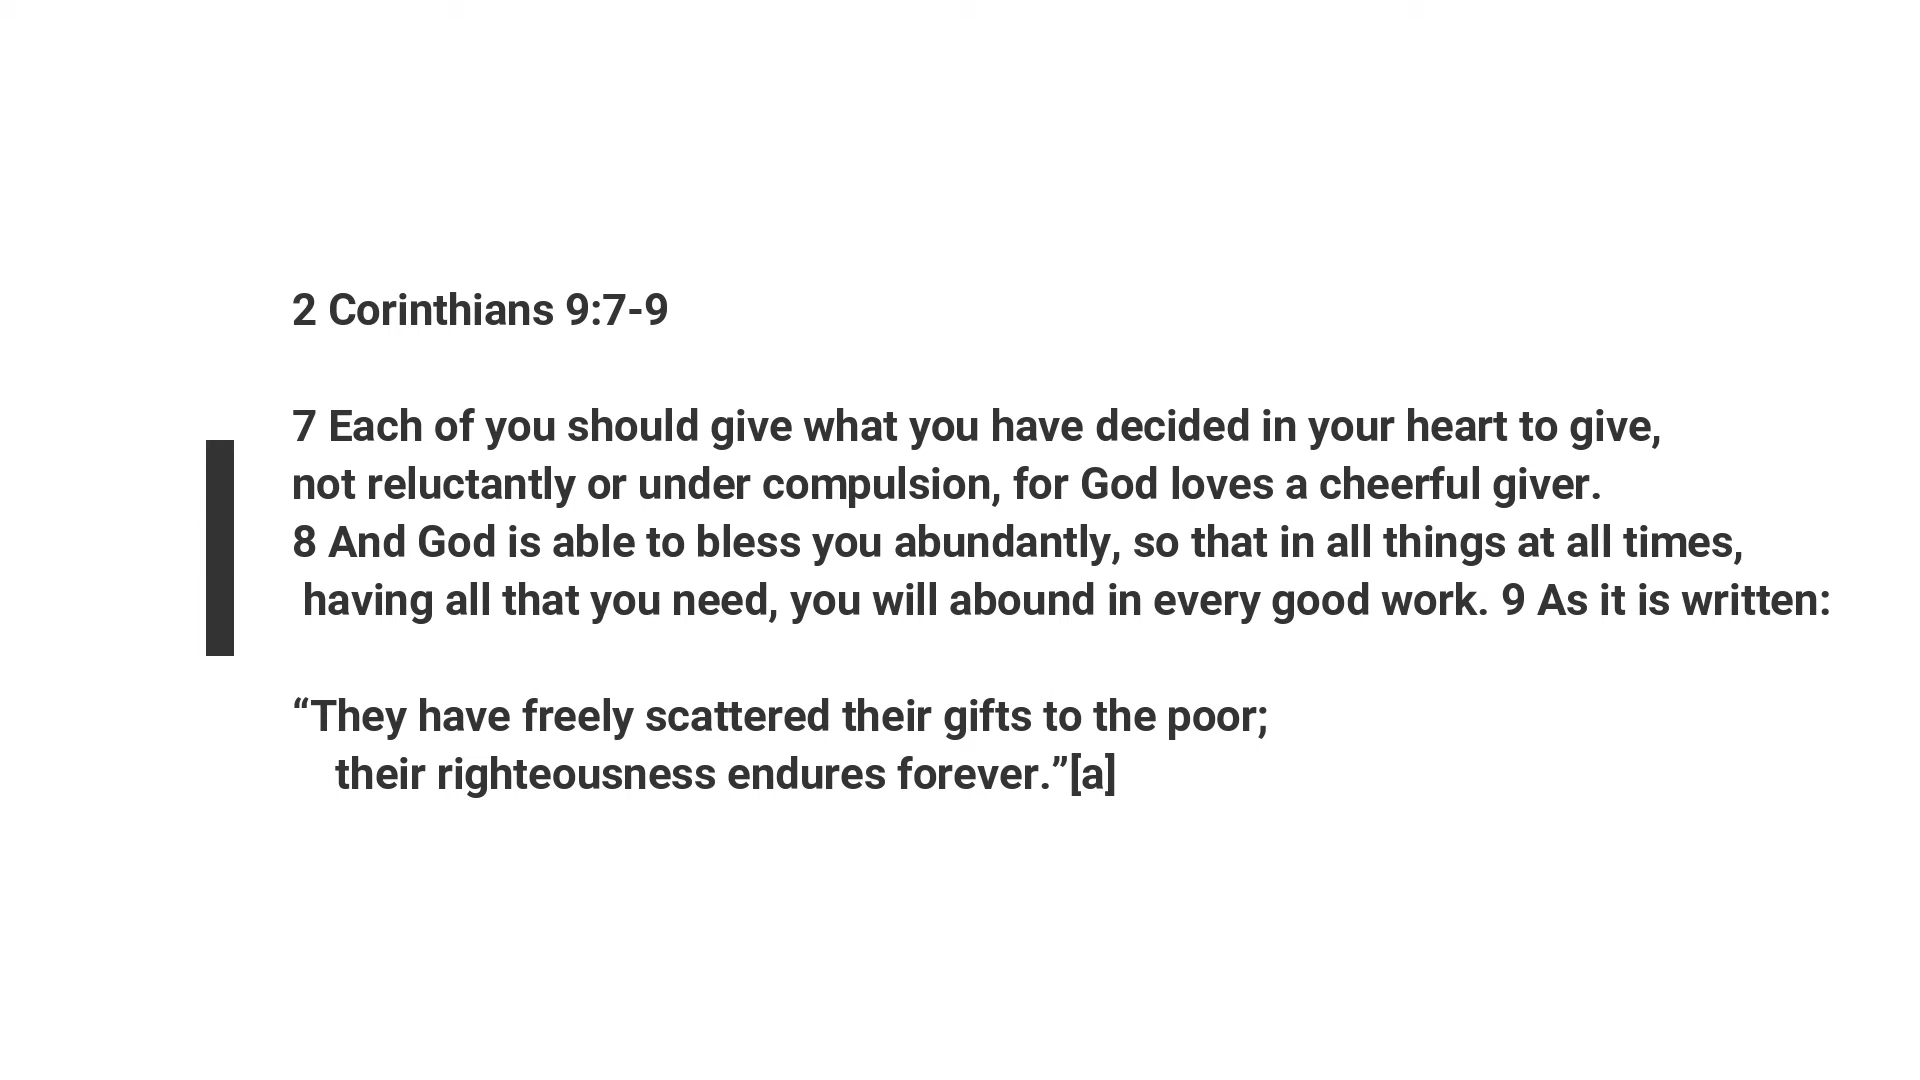 2 Corinthians 9:7-9
7 Each of you should give what you have decided in your heart to give,
not reluctantly or under compulsion, for God loves a cheerful giver.
8 And God is able to bless you abundantly, so that in all things at all times,
having all that you need, you will abound in every good work. 9 As it is written:
“They have freely scattered their gifts to the poor;
their righteousness endures forever.”[a]